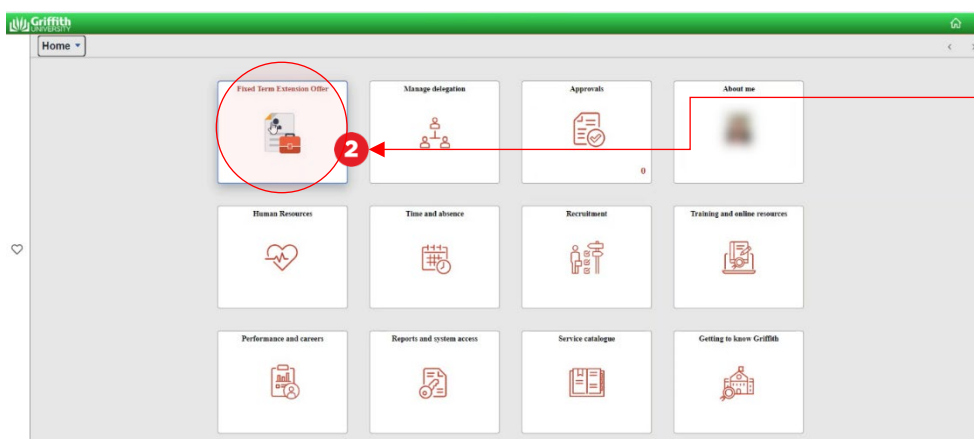 Griffith
UNIVERSITY
Home
Fixed Term Extension Offer
Manage delegation
Approvals
About me
2
0
Human Resources
Time and absence
Recruitment
Training and online resources
Performance and careers
Reports and system access
Service catalogue
Getting to know Griffith